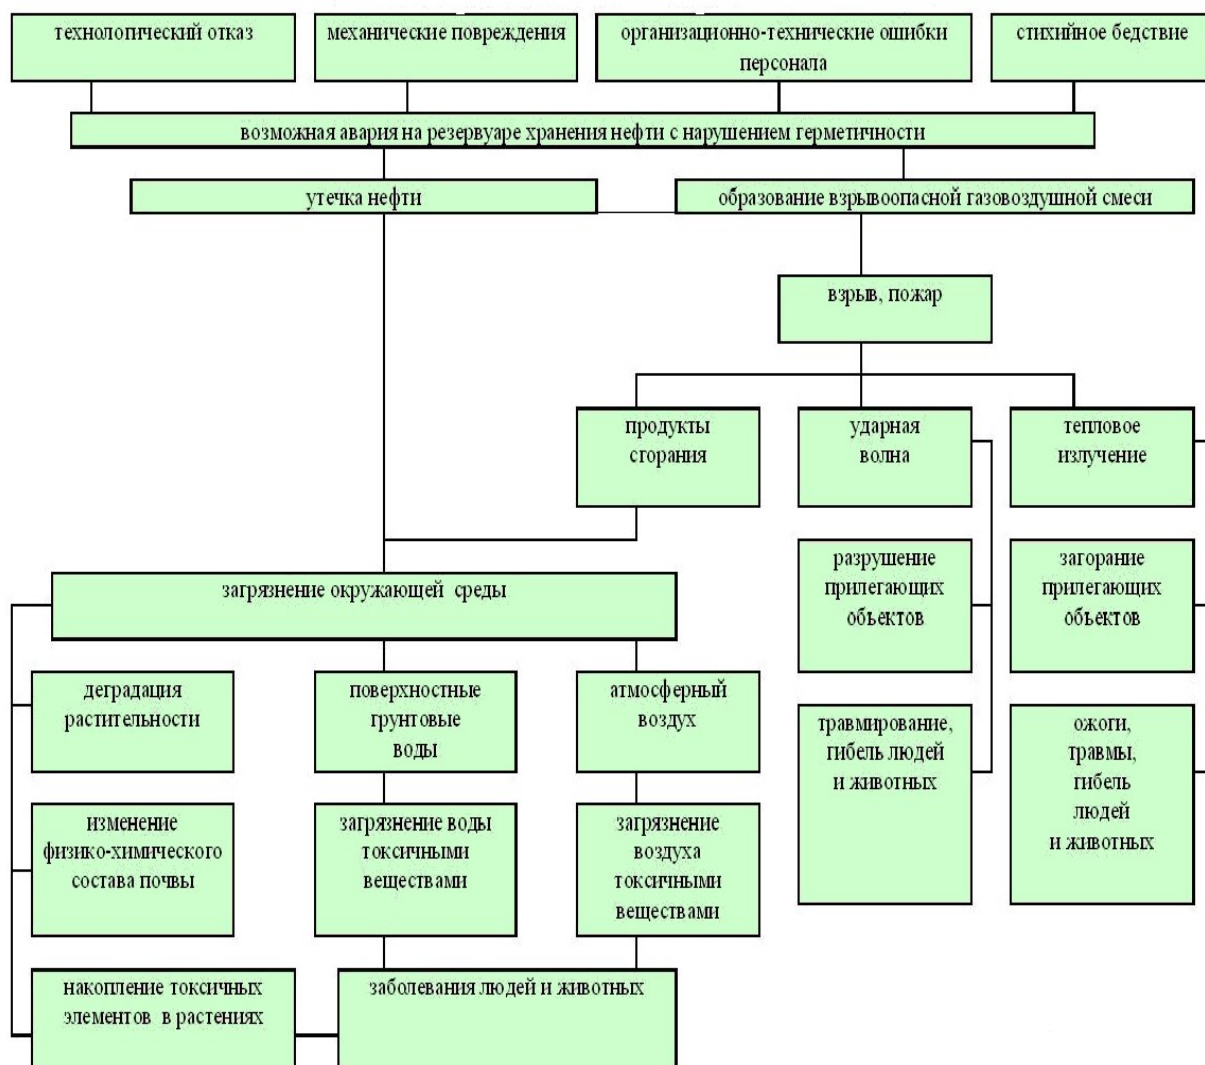 технологический отказ
механические повреждения
организационно-технические ошибки
персонала
стихийное бедствие
возможная авария на резервуаре хранения нефти с нарушением герметичности
утечка нефти
образование взрывоопасной газовоздушной смеси
взрыв, пожар
продукты
сгорания
ударная
волна
тепловое
излучение
разрушение
прилегающих
объектов
загорание
прилегающих
объектов
загрязнение окружающей среды
деградация
растительности
поверхностные
грунтовые
воды
атмосферный
воздух
травмирование,
гибель людей
и животных
ожоги,
травмы,
гибель
людей
и животных
изменение
физико-химического
состава почвы
загрязнение воды
токсичными
веществами
загрязнение
воздуха
токсичными
веществами
накопление токсичных
элементов в растениях
заболевания людей и животных